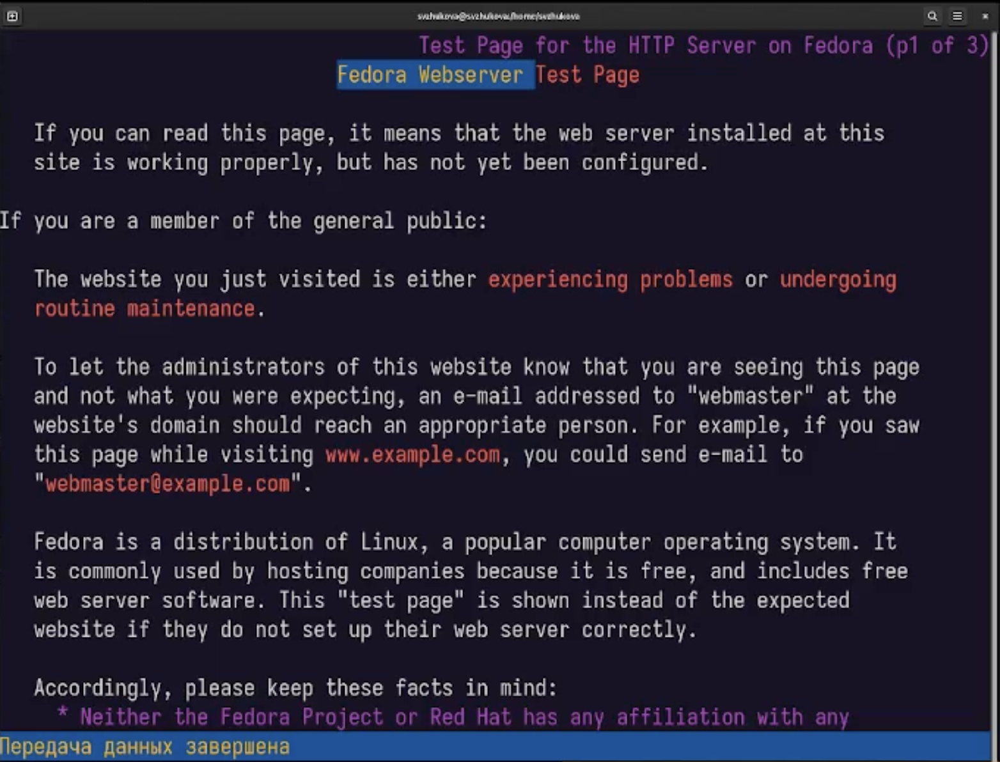 svzhukova@svzhukova:/home/svzhukova
Test Page for the HTTP Server on Fedora (p1 of 3)
Fedora Webserver Test Page
If you can read this page, it means that the web server installed at this
site is working properly, but has not yet been configured.
If you are a member of the general public:
The website you just visited is either experiencing problems or undergoing
routine maintenance.
To let the administrators of this website know that you are seeing this page
and not what you were expecting, an e-mail addressed to "webmaster" at the
website's domain should reach an appropriate person. For example, if you saw
this page while visiting www.example.com, you could send e-mail to
"webmaster@example.com".
Fedora is a distribution of Linux, a popular computer operating system. It
is commonly used by hosting companies because it is free, and includes free
web server software. This "test page" is shown instead of the expected
website if they do not set up their web server correctly.
Accordingly, please keep these facts in mind:
* Neither the Fedora Project or Red Hat has any affiliation with any
Передача данных завершена